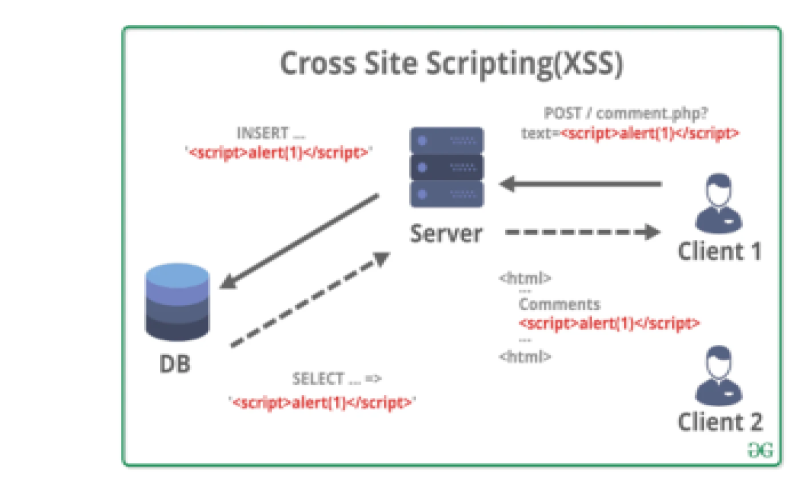 Cross Site Scripting(XSS)
POST / comment.php?
text=<script>alert(1)</script>
INSERT ...
'<script>alert(1)</script>'
Server
Client 1
<html>
...
Comments
<script>alert(1)</script>
...
<html>
DB
SELECT ... =>
'<script>alert(1)</script>'
Client 2